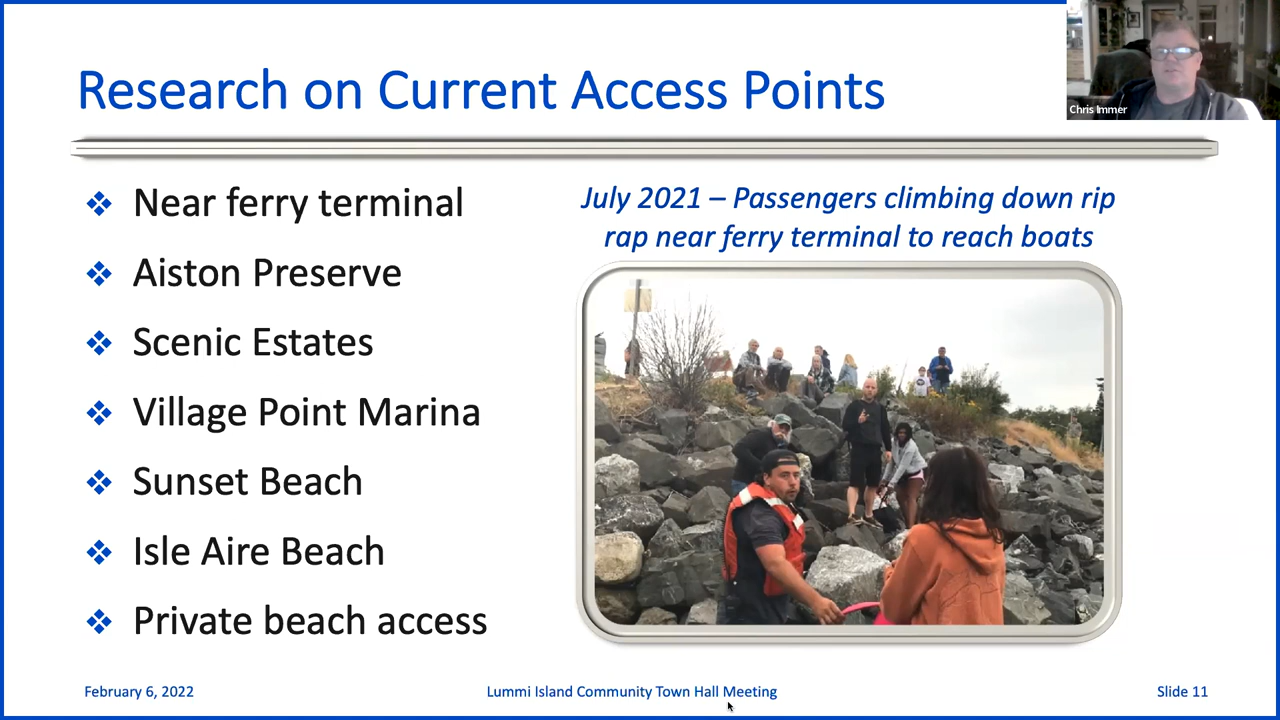 Research on Current Access Points
Chris Immer
Near ferry terminal
Aiston Preserve
Scenic Estates
Village Point Marina
Sunset Beach
Isle Aire Beach
Private beach access
July 2021 – Passengers climbing down rip
rap near ferry terminal to reach boats
February 6, 2022
Lummi Island Community Town Hall Meeting
Slide 11